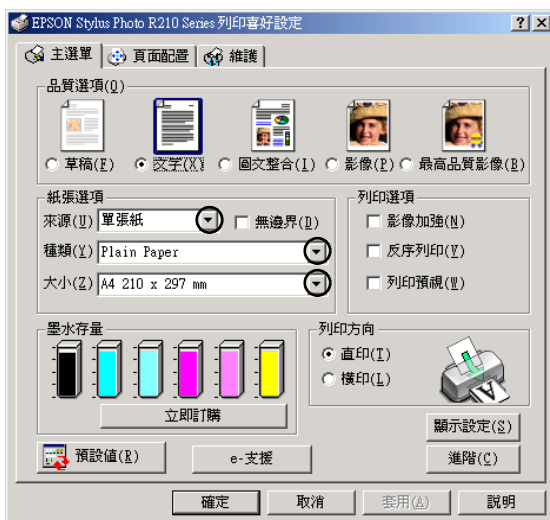 EPSON Stylus Photo R210 Series 列印喜好設定
主選單 頁面配置 維護
品質選項(Q)
草稿(F) 文字(X) 圖文整合(I) 影像(P) 最高品質影像(B)
紙張選項 列印選項
來源(U) 單張紙 無邊界(D) 影像加強(N)
種類(Y) Plain Paper 反序列印(V)
大小(Z) A4 210 x 297 mm 列印預視(W)
墨水存量 列印方向
直印(T)
橫印(L)
立即訂購
顯示設定(S)
預設值(R) e-支援 進階(C)
確定 取消 套用(A) 說明